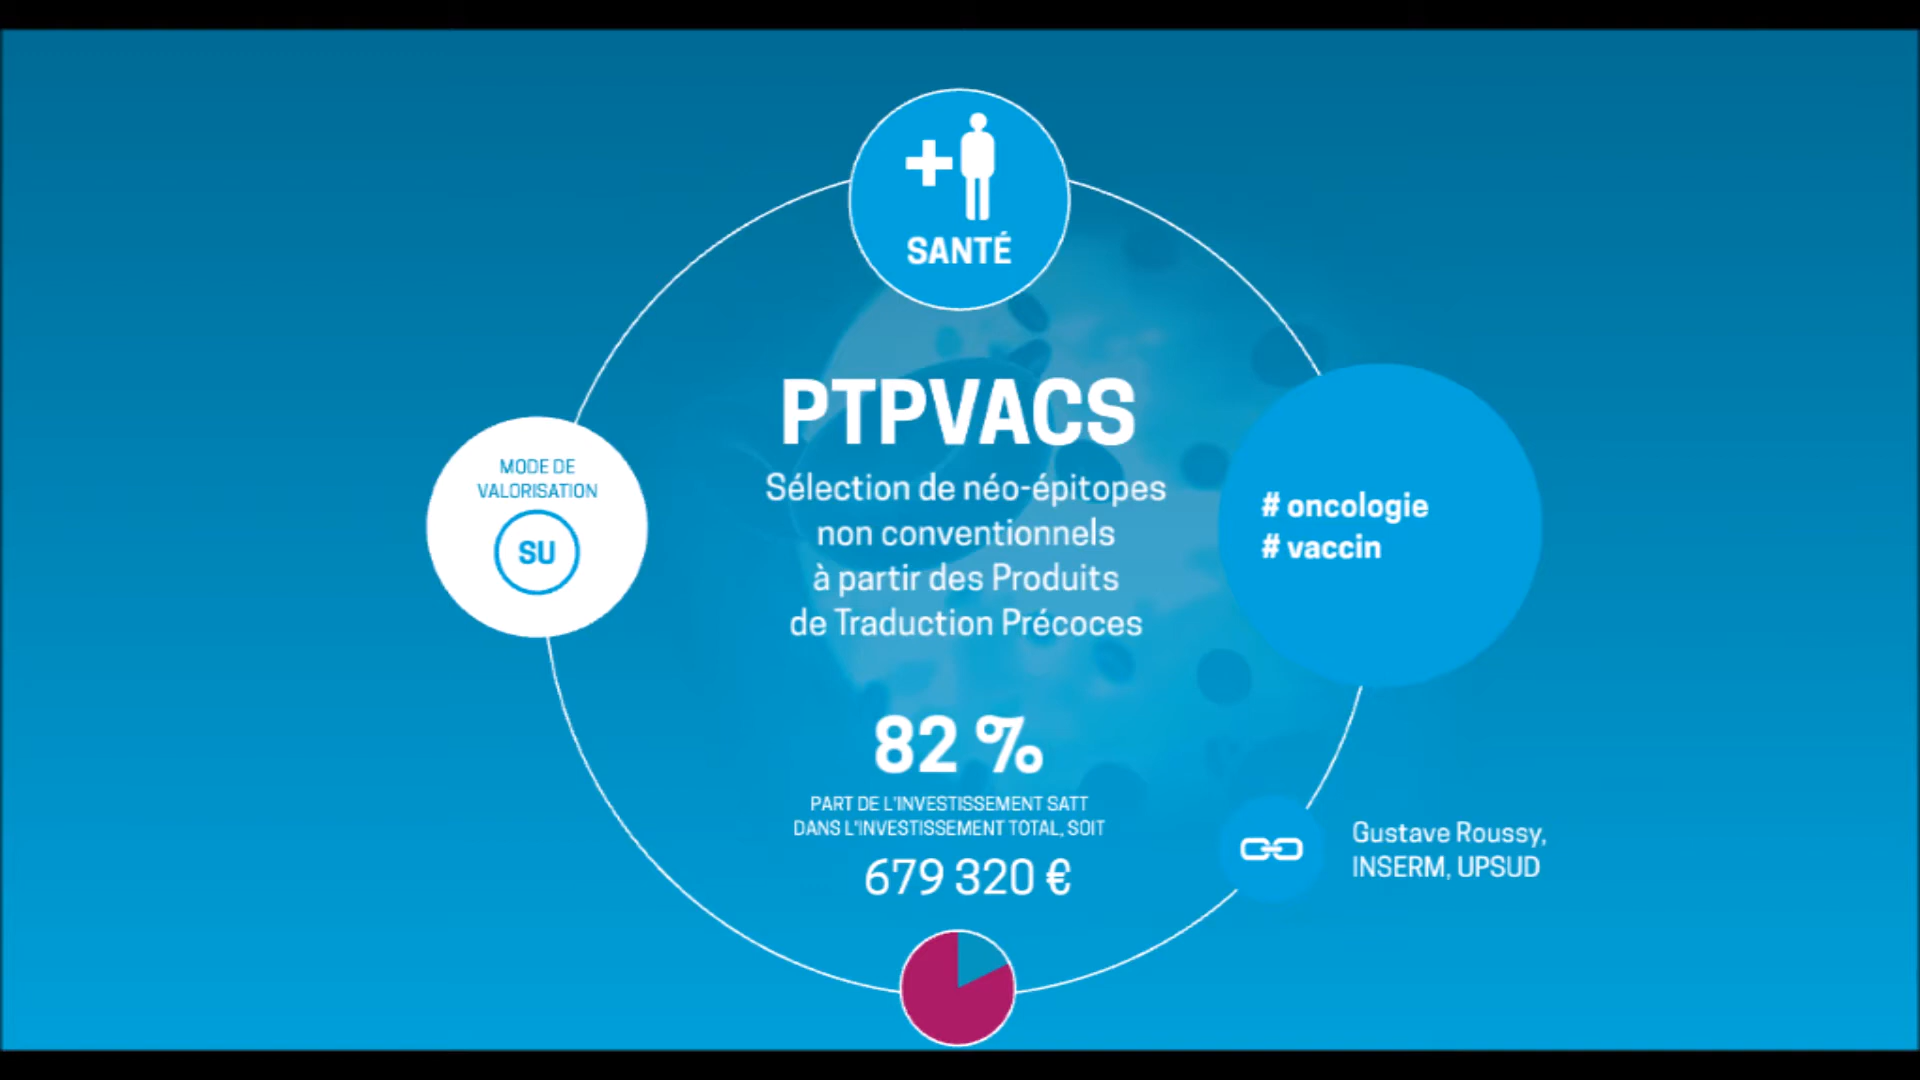 SANTÉ
MODE DE
VALORISATION
SU
PTPVACS
Sélection de néo-épitopes
non conventionnels
à partir des Produits
de Traduction Précoces
# oncologie
# vaccin
82 %
PART DE L'INVESTISSEMENT SATT
DANS L'INVESTISSEMENT TOTAL, SOIT
679 320 €
Gustave Roussy,
INSERM, UPSUD